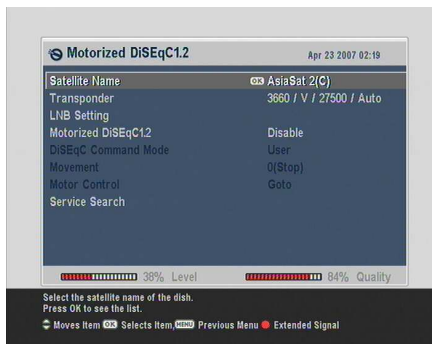 Motorized DiSEqC1.2 Apr 23 2007 02:19
Satellite Name OK AsiaSat 2(C)
Transponder 3660 / V / 27500 / Auto
LNB Setting
Motorized DiSEqC1.2 Disable
DiSEqC Command Mode User
Movement 0(Stop)
Motor Control Goto
Service Search
38% Level 84% Quality
Select the satellite name of the dish.
Press OK to see the list.
Moves Item OK Selects Item, MENU Previous Menu Extended Signal